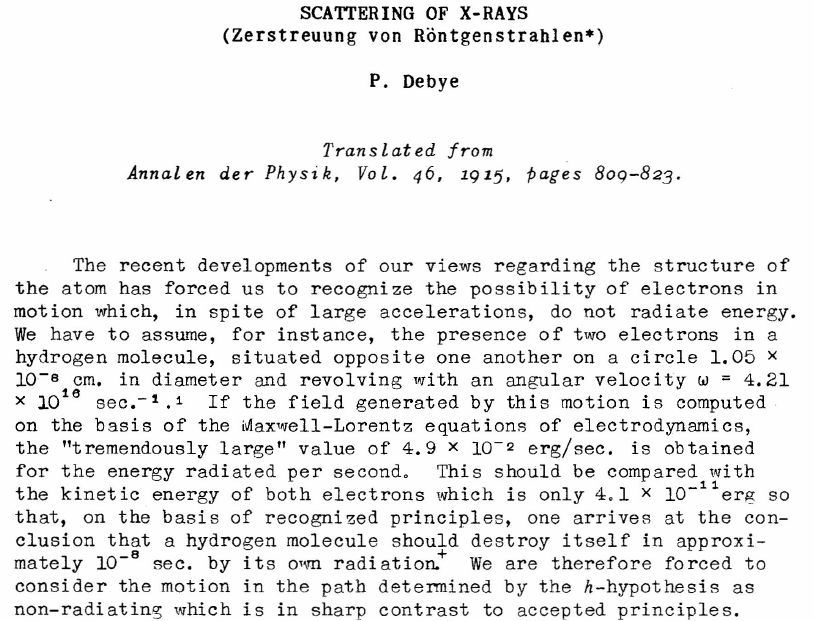 SCATTERING OF X-RAYS
(Zerstreuung von Röntgenstrahlen*)
P. Debye
Translated from
Annalen der Physik, Vol. 46, 1915, pages 809-823.
The recent developments of our views regarding the structure of
the atom has forced us to recognize the possibility of electrons in
motion which, in spite of large accelerations, do not radiate energy.
We have to assume, for instance, the presence of two electrons in a
hydrogen molecule, situated opposite one another on a circle 1.05 ×
10⁻⁸ cm. in diameter and revolving with an angular velocity ω = 4.21
× 10¹⁶ sec.⁻¹.¹ If the field generated by this motion is computed
on the basis of the Maxwell-Lorentz equations of electrodynamics,
the "tremendously large" value of 4.9 × 10⁻² erg/sec. is obtained
for the energy radiated per second. This should be compared with
the kinetic energy of both electrons which is only 4.1 × 10⁻¹¹erg so
that, on the basis of recognized principles, one arrives at the con-
clusion that a hydrogen molecule should destroy itself in approxi-
mately 10⁻⁸ sec. by its own radiation.⁺ We are therefore forced to
consider the motion in the path determined by the h-hypothesis as
non-radiating which is in sharp contrast to accepted principles.